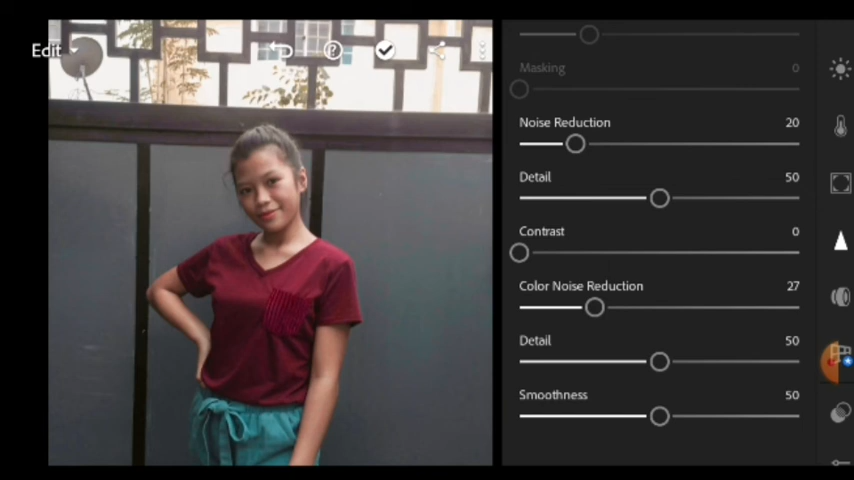 Edit
Masking 0
Noise Reduction 20
Detail 50
Contrast 0
Color Noise Reduction 27
Detail 50
Smoothness 50